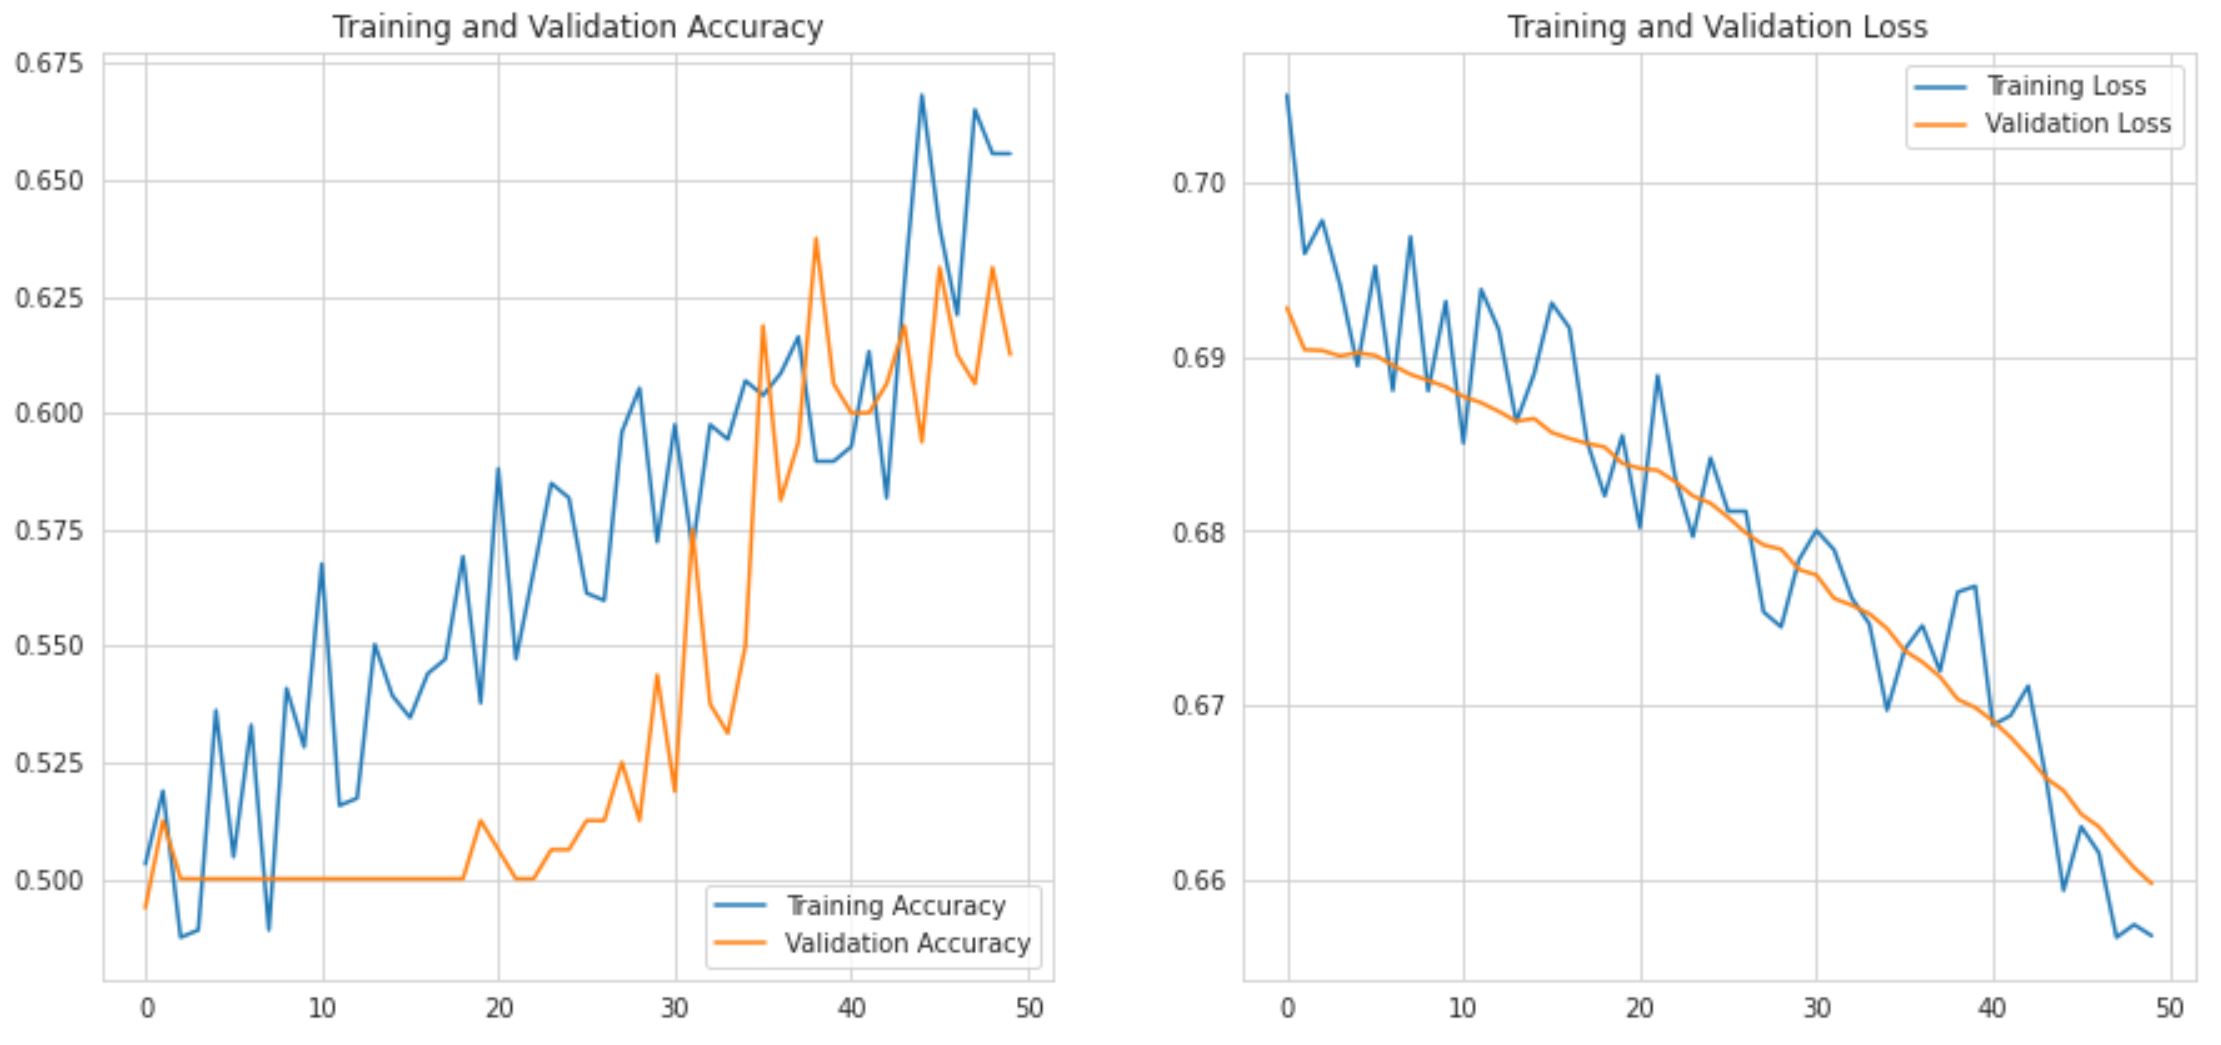 Training and Validation Accuracy
0.675
0.650
0.625
0.600
0.575
0.550
0.525
0.500
0 10 20 30 40 50
Training Accuracy
Validation Accuracy
Training and Validation Loss
0.70
0.69
0.68
0.67
0.66
0 10 20 30 40 50
Training Loss
Validation Loss